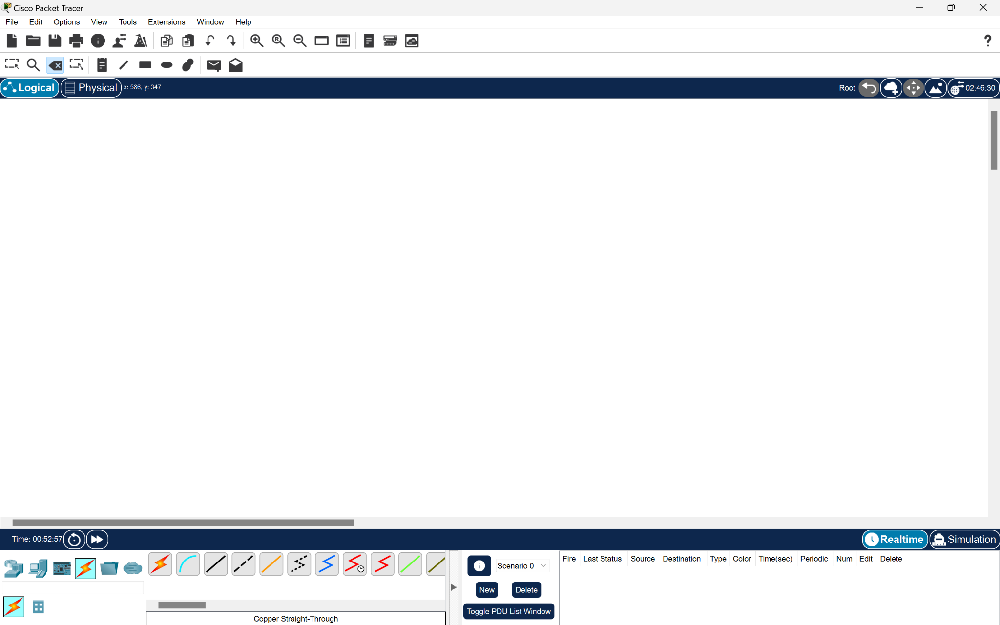 Cisco Packet Tracer
File Edit Options View Tools Extensions Window Help
Logical Physical x: 586, y: 347 Root 02:46:30
Time: 00:52:57 Realtime Simulation
Scenario 0 Fire Last Status Source Destination Type Color Time(sec) Periodic Num Edit Delete
New Delete
Toggle PDU List Window
Copper Straight-Through